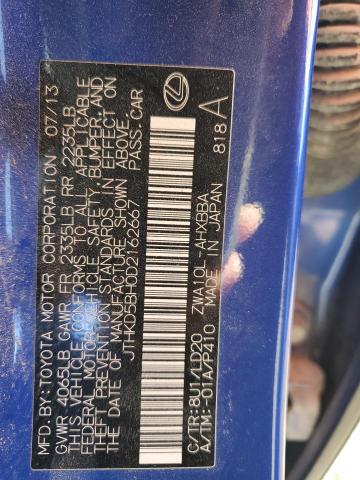 MFD.BY: TOYOTA MOTOR CORPORATION 07/13
GVWR 4065LB GAWR FR 2335LB RR 2235LB
THIS VEHICLE CONFORMS TO ALL APPLICABLE
FEDERAL MOTOR VEHICLE SAFETY, BUMPER, AND
THEFT PREVENTION STANDARDS IN EFFECT ON
THE DATE OF MANUFACTURE SHOWN ABOVE.
JTHKD5BH0D2162667 PASS. CAR
C/TR: 8U1/LD20 ZWA10L-AHXBBA
A/TM: -01A/P410 MADE IN JAPAN
818A